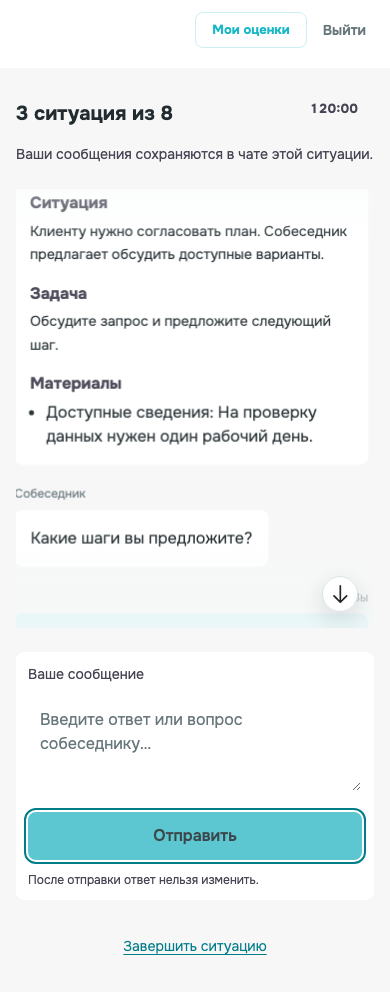 Мои оценки
Выйти
3 ситуация из 8
120:00
Ваши сообщения сохраняются в чате этой ситуации.
Ситуация
Клиенту нужно согласовать план. Собеседник
предлагает обсудить доступные варианты.
Задача
Обсудите запрос и предложите следующий
шаг.
Материалы
• Доступные сведения: На проверку
данных нужен один рабочий день.
Собеседник
Какие шаги вы предложите?
Ваше сообщение
Введите ответ или вопрос
собеседнику...
Отправить
После отправки ответ нельзя изменить.
Завершить ситуацию